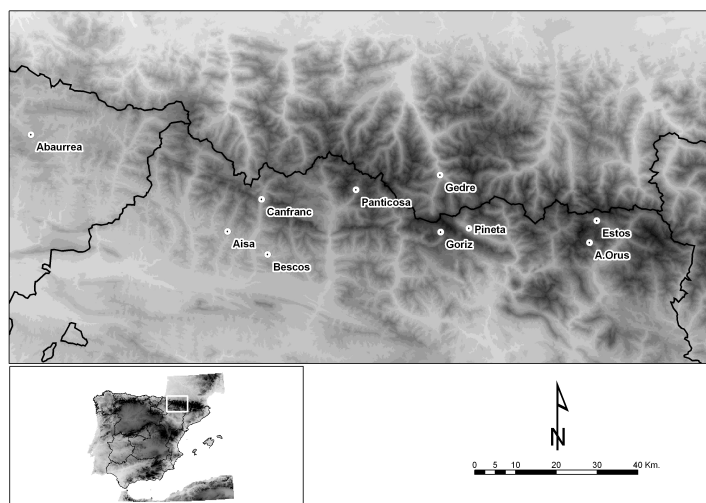 Abaurrea
Gedre
Panticosa
Canfranc
Pineta
Estos
Aisa
Goriz
A.Orus
Bescos
N
0 5 10 20 30 40 Km.